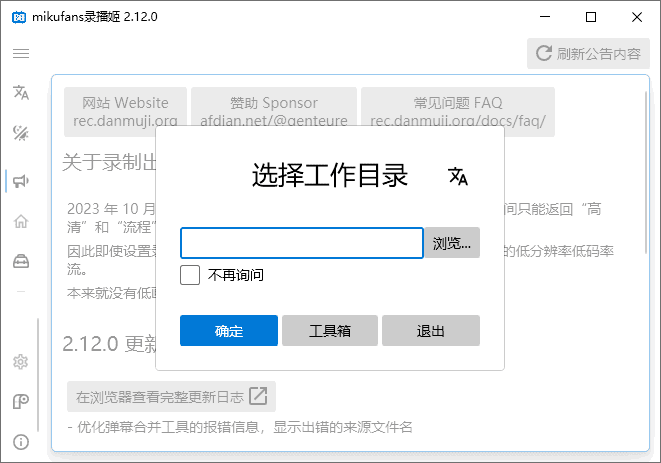 mikufans录播姬 2.12.0
刷新公告内容
网站 Website
rec.danmuji.org
赞助 Sponsor
afdian.net/@genteure
常见问题 FAQ
rec.danmuji.org/docs/faq/
关于录制出
2023 年 10 月
间只能返回“高
清”和“流程”
因此即使设置录
的低分辨率低码率
流。
本来就没有低画
2.12.0 更新
选择工作目录
浏览...
不再询问
确定
工具箱
退出
在浏览器查看完整更新日志
- 优化弹幕合并工具的报错信息，显示出错的来源文件名